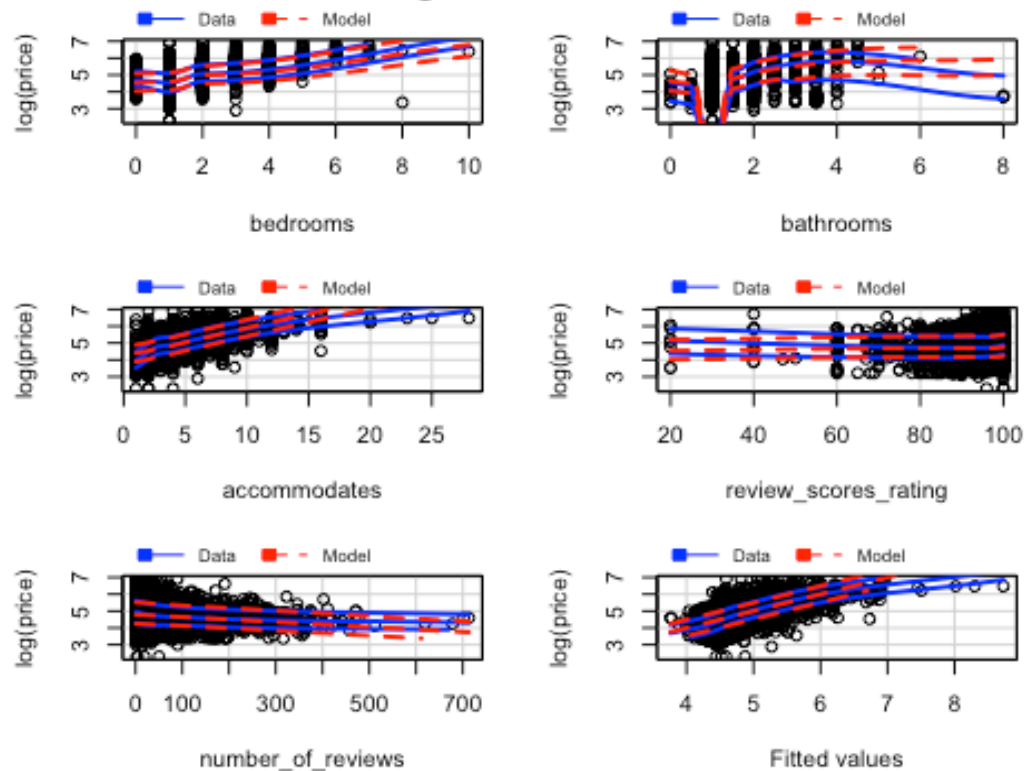 Data Model
log(price)
3 5 7
0 2 4 6 8 10
bedrooms
Data Model
log(price)
3 5 7
0 2 4 6 8
bathrooms
Data Model
log(price)
3 7
0 5 10 15 20 25
accommodates
Data Model
log(price)
3 7
20 40 60 80 100
review_scores_rating
Data Model
log(price)
3 5 7
0 100 300 500 700
number_of_reviews
Data Model
log(price)
3 5 7
4 5 6 7 8
Fitted values